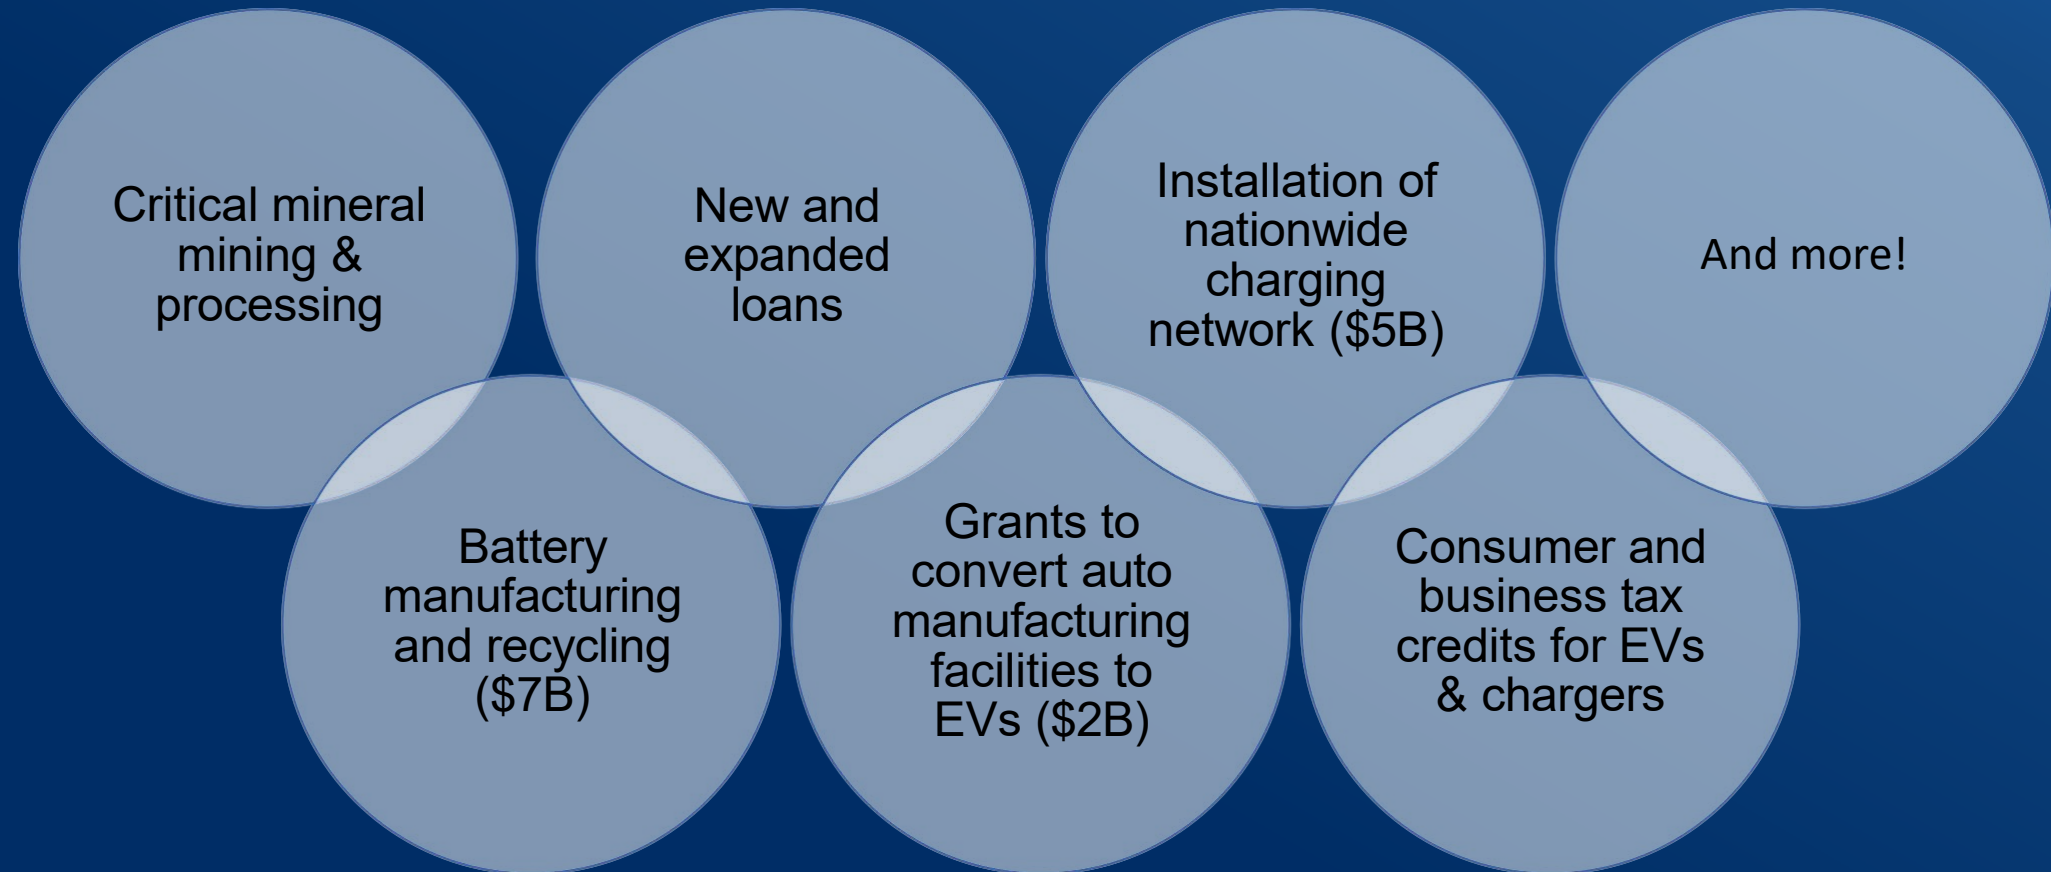 Critical mineral
mining &
processing
New and
expanded
loans
Installation of
nationwide
charging
network ($5B)
And more!
Battery
manufacturing
and recycling
($7B)
Grants to
convert auto
manufacturing
facilities to
EVs ($2B)
Consumer and
business tax
credits for EVs
& chargers